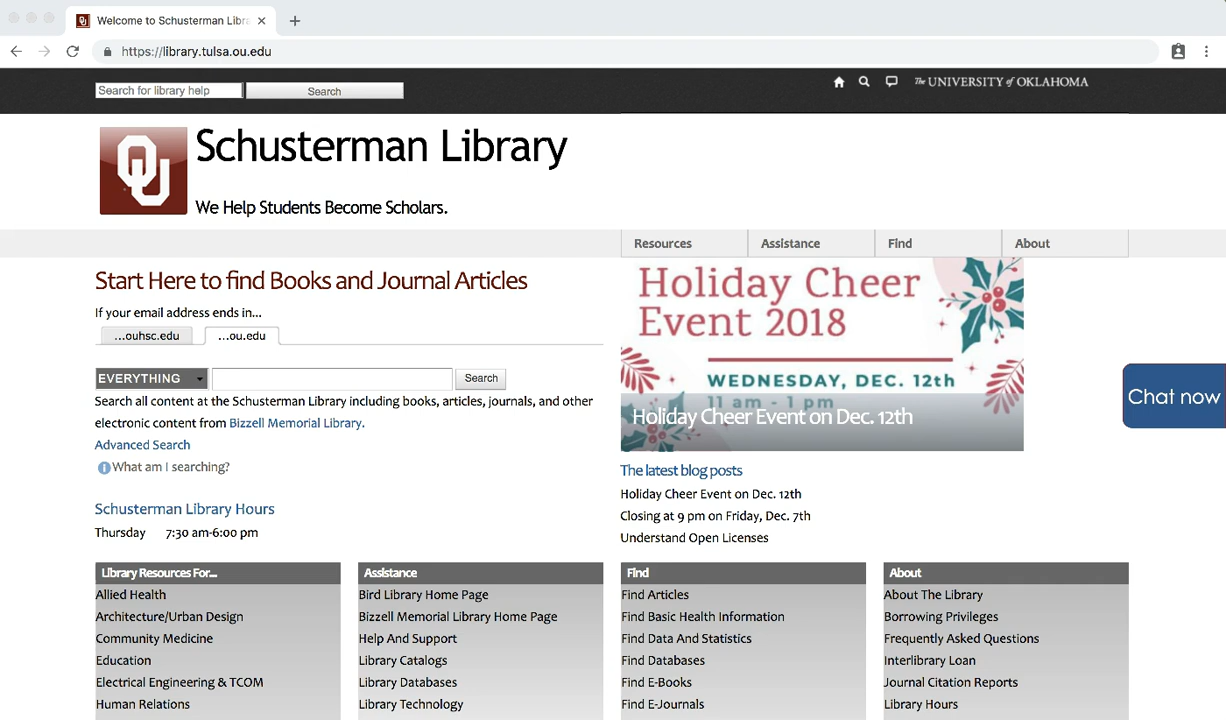 Welcome to Schusterman Libra
https://library.tulsa.ou.edu
Search for library help
Search
The UNIVERSITY of OKLAHOMA
OU
Schusterman Library
We Help Students Become Scholars.
Resources
Assistance
Find
About
Start Here to find Books and Journal Articles
If your email address ends in...
...ouhsc.edu
...ou.edu
EVERYTHING
Search
Search all content at the Schusterman Library including books, articles, journals, and other
electronic content from Bizzell Memorial Library.
Advanced Search
What am I searching?
Schusterman Library Hours
Thursday 7:30 am-6:00 pm
Holiday Cheer
Event 2018
WEDNESDAY, DEC. 12th
11 am - 1 pm
Holiday Cheer Event on Dec. 12th
Chat now
The latest blog posts
Holiday Cheer Event on Dec. 12th
Closing at 9 pm on Friday, Dec. 7th
Understand Open Licenses
Library Resources For...
Allied Health
Architecture/Urban Design
Community Medicine
Education
Electrical Engineering & TCOM
Human Relations
Assistance
Bird Library Home Page
Bizzell Memorial Library Home Page
Help And Support
Library Catalogs
Library Databases
Library Technology
Find
Find Articles
Find Basic Health Information
Find Data And Statistics
Find Databases
Find E-Books
Find E-Journals
About
About The Library
Borrowing Privileges
Frequently Asked Questions
Interlibrary Loan
Journal Citation Reports
Library Hours